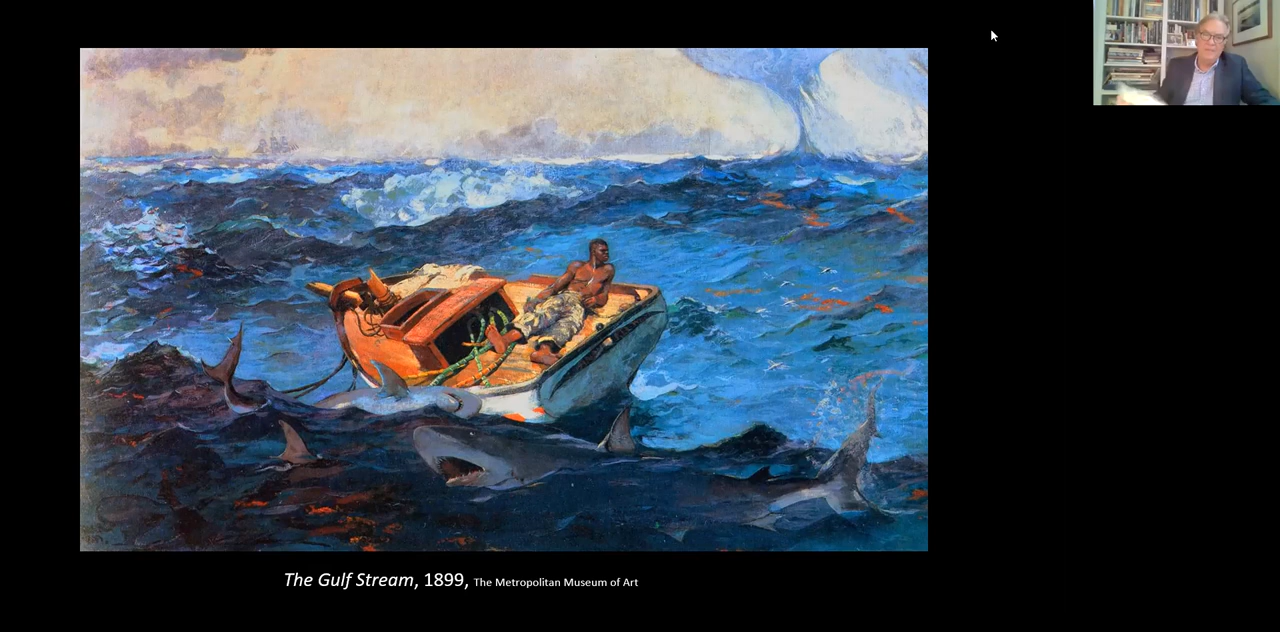 The Gulf Stream, 1899, The Metropolitan Museum of Art